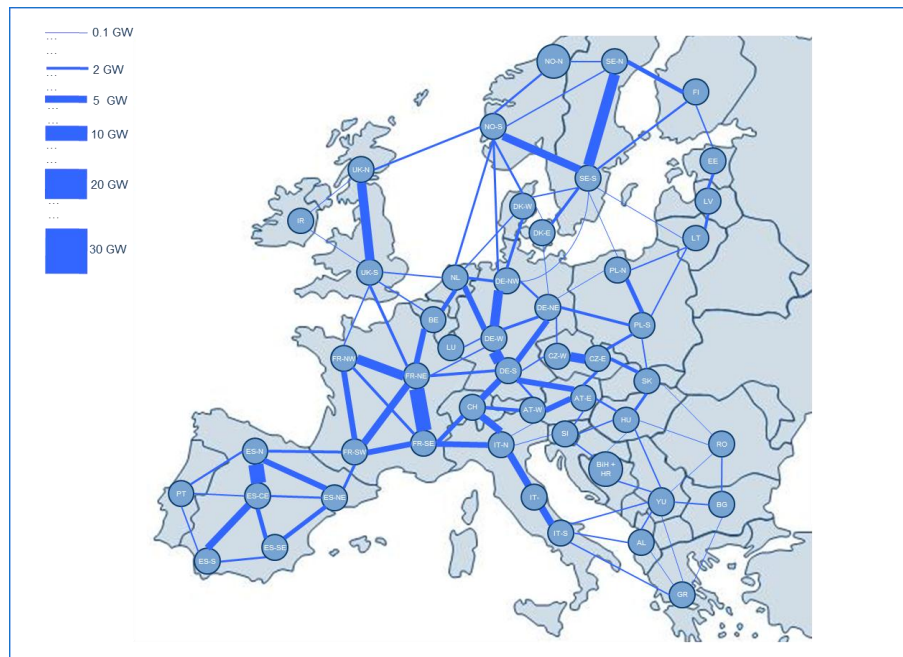 0.1 GW
...
...
2 GW
...
5 GW
... ...
... ...
10 GW
... ...
... ...
20 GW
... ...
30 GW
NO-N
SE-N
FI
NO-S
EE
UK-N
SE-S
LV
DK-W
IR
DK-E
LT
UK-S
NL
DE-NW
PL-N
DE-NE
BE
PL-S
DE-W
LU
FR-NW
CZ-W
CZ-E
DE-S
FR-NE
SK
AT-E
CH
AT-W
HU
SI
FR-SE
IT-N
RO
ES-N
FR-SW
BiH +
HR
PT
ES-CE
ES-NE
IT-
YU
BG
IT-S
AL
ES-SE
ES-S
GR